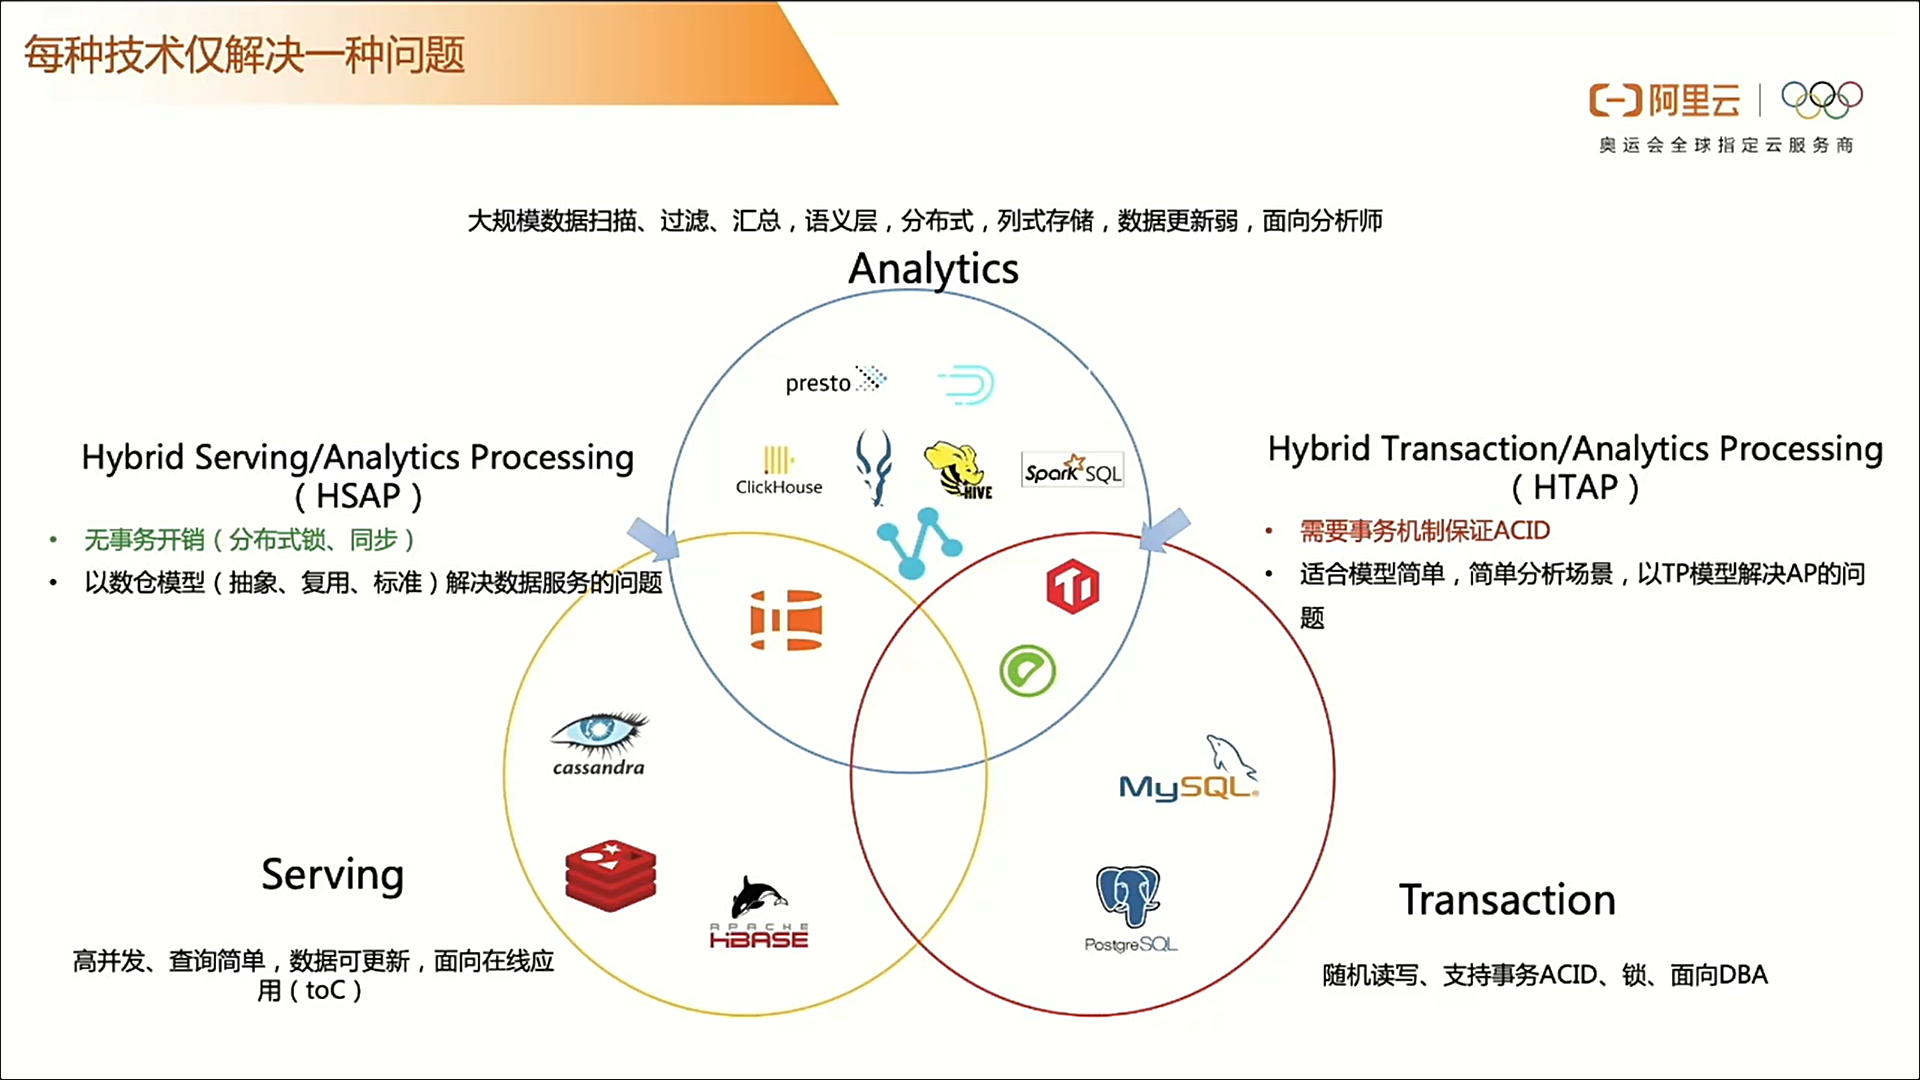 每种技术仅解决一种问题
阿里云
奥运会全球指定云服务商
大规模数据扫描、过滤、汇总，语义层，分布式，列式存储，数据更新弱，面向分析师
Analytics
presto
ClickHouse
HIVE
Spark SQL
Hybrid Serving/Analytics Processing
（HSAP）
• 无事务开销（分布式锁、同步）
• 以数仓模型（抽象、复用、标准）解决数据服务的问题
Hybrid Transaction/Analytics Processing
（HTAP）
• 需要事务机制保证ACID
• 适合模型简单，简单分析场景，以TP模型解决AP的问
题
cassandra
APACHE
HBASE
MySQL
PostgreSQL
Serving
高并发、查询简单，数据可更新，面向在线应
用（toC）
Transaction
随机读写、支持事务ACID、锁、面向DBA